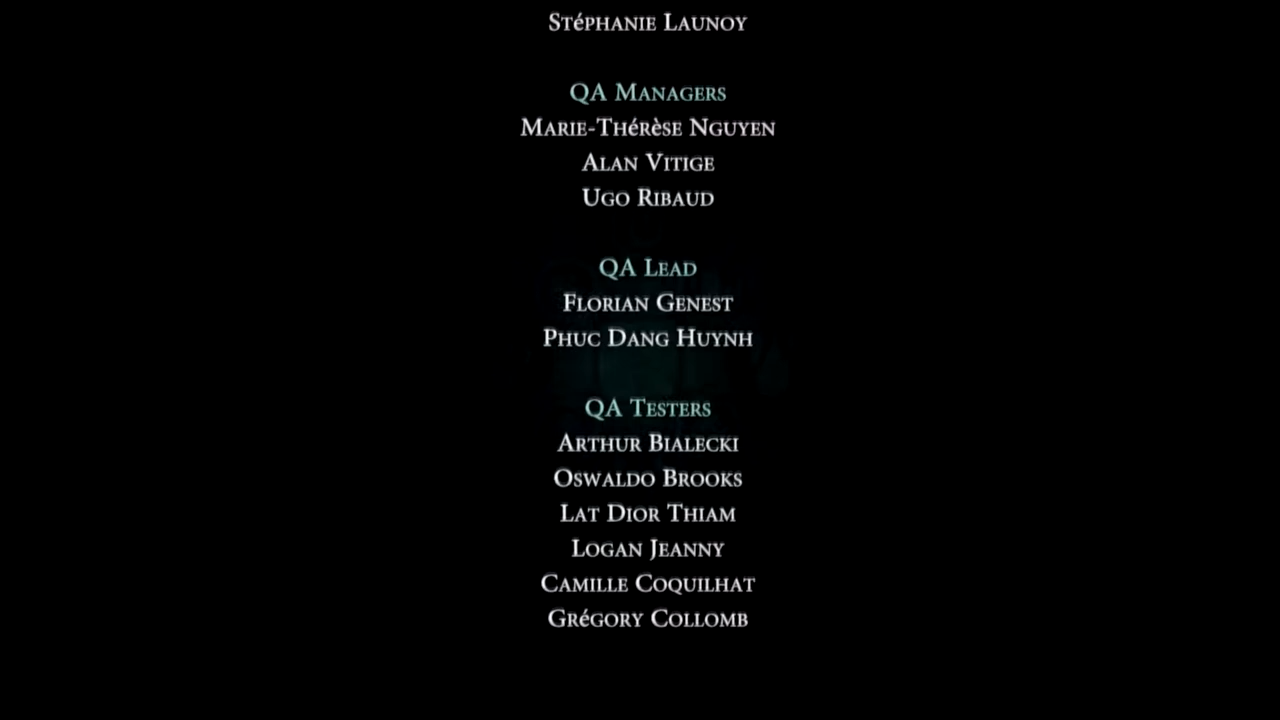 Stéphanie Launoy
QA Managers
Marie-Thérèse Nguyen
Alan Vitige
Ugo Ribaud
QA Lead
Florian Genest
Phuc Dang Huynh
QA Testers
Arthur Bialecki
Oswaldo Brooks
Lat Dior Thiam
Logan Jeanny
Camille Coquilhat
Grégory Collomb